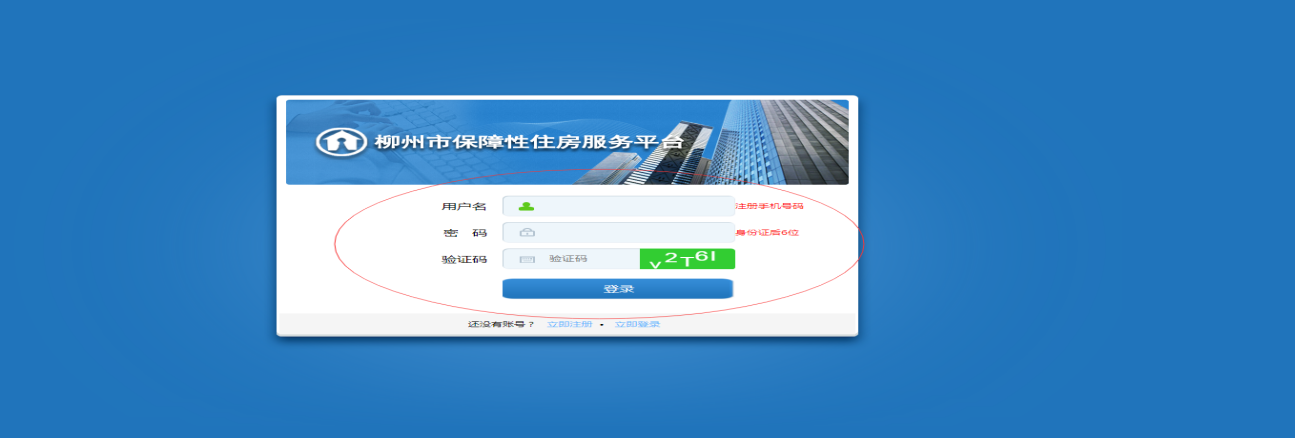 柳州市保障性住房服务平台
用户名 注册手机号码
密 码 身份证后6位
验证码 验证码 v2T6I
登录
还没有账号? 立即注册 · 立即登录